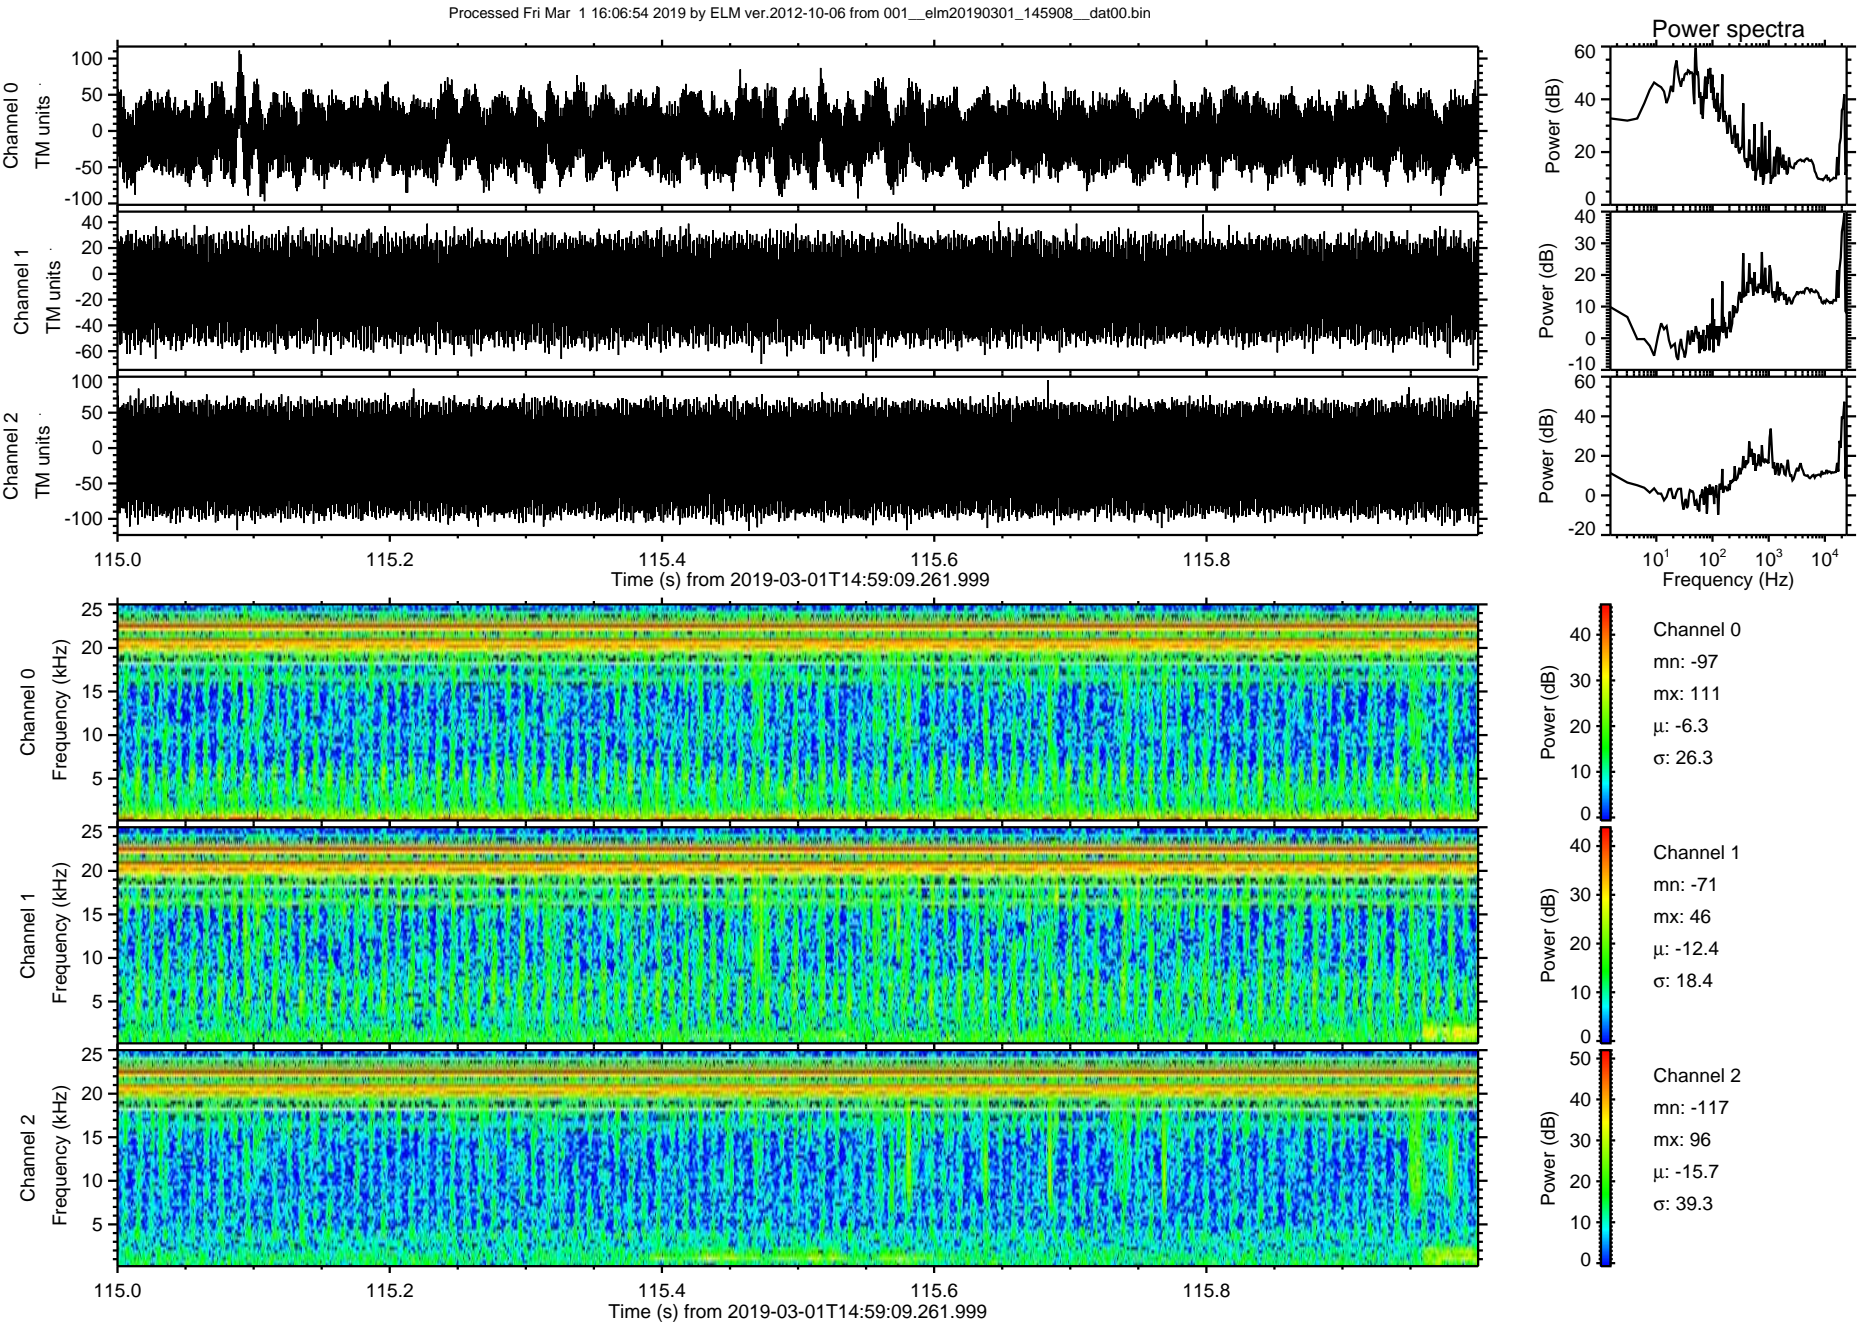 Processed Fri Mar 1 16:06:54 2019 by ELM ver.2012-10-06 from 001__elm20190301_145908__dat00.bin
Power spectra
Channel 0
TM units
100
50
0
-50
-100
Power (dB)
60
40
20
0
Channel 1
TM units
40
20
0
-20
-40
-60
Power (dB)
40
30
20
10
0
-10
Channel 2
TM units
100
50
0
-50
-100
Power (dB)
60
40
20
0
-20
115.0 115.2 115.4 115.6 115.8
Time (s) from 2019-03-01T14:59:09.261.999
10^1 10^2 10^3 10^4
Frequency (Hz)
Channel 0
Frequency (kHz)
25
20
15
10
5
Power (dB)
40
30
20
10
0
Channel 0
mn: -97
mx: 111
μ: -6.3
σ: 26.3
Channel 1
Frequency (kHz)
25
20
15
10
5
Power (dB)
40
30
20
10
0
Channel 1
mn: -71
mx: 46
μ: -12.4
σ: 18.4
Channel 2
Frequency (kHz)
25
20
15
10
5
Power (dB)
50
40
30
20
10
0
Channel 2
mn: -117
mx: 96
μ: -15.7
σ: 39.3
115.0 115.2 115.4 115.6 115.8
Time (s) from 2019-03-01T14:59:09.261.999